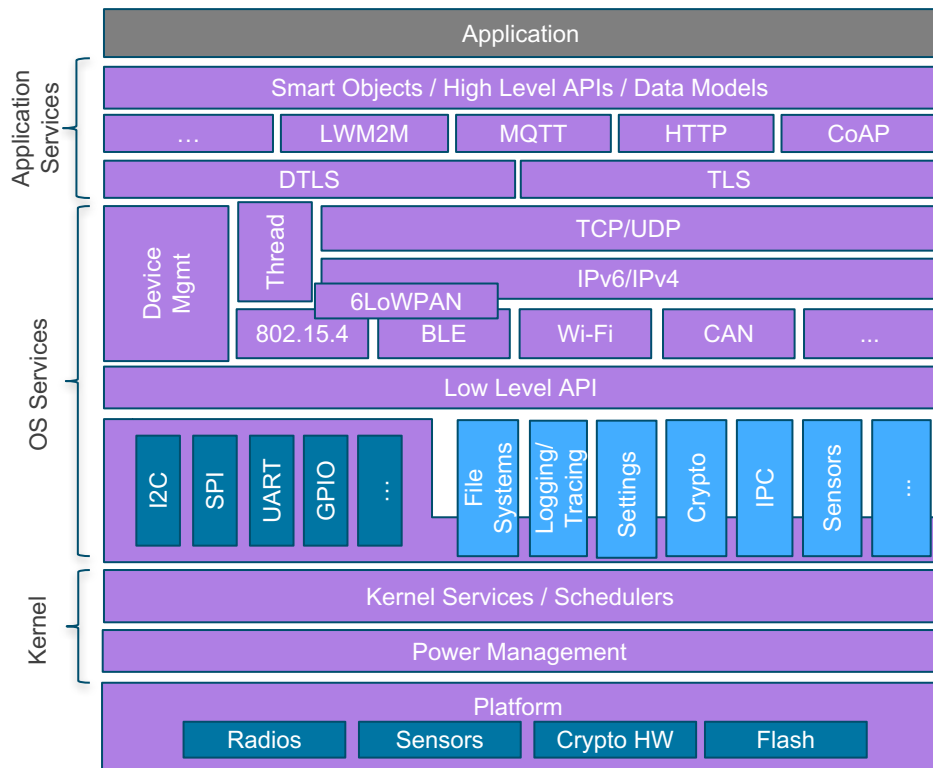 Application
Application
Services
Smart Objects / High Level APIs / Data Models
…
LWM2M
MQTT
HTTP
CoAP
DTLS
TLS
OS Services
Device
Mgmt
Thread
TCP/UDP
IPv6/IPv4
6LoWPAN
802.15.4
BLE
Wi-Fi
CAN
...
Low Level API
I2C
SPI
UART
GPIO
…
File
Systems
Logging/
Tracing
Settings
Crypto
IPC
Sensors
...
Kernel
Kernel Services / Schedulers
Power Management
Platform
Radios
Sensors
Crypto HW
Flash